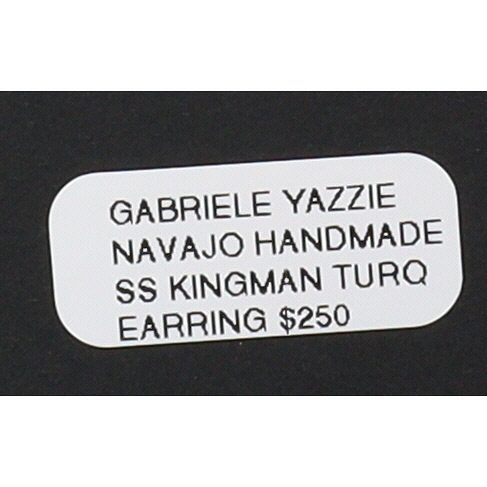 GABRIELE YAZZIE
NAVAJO HANDMADE
SS KINGMAN TURQ
EARRING $250